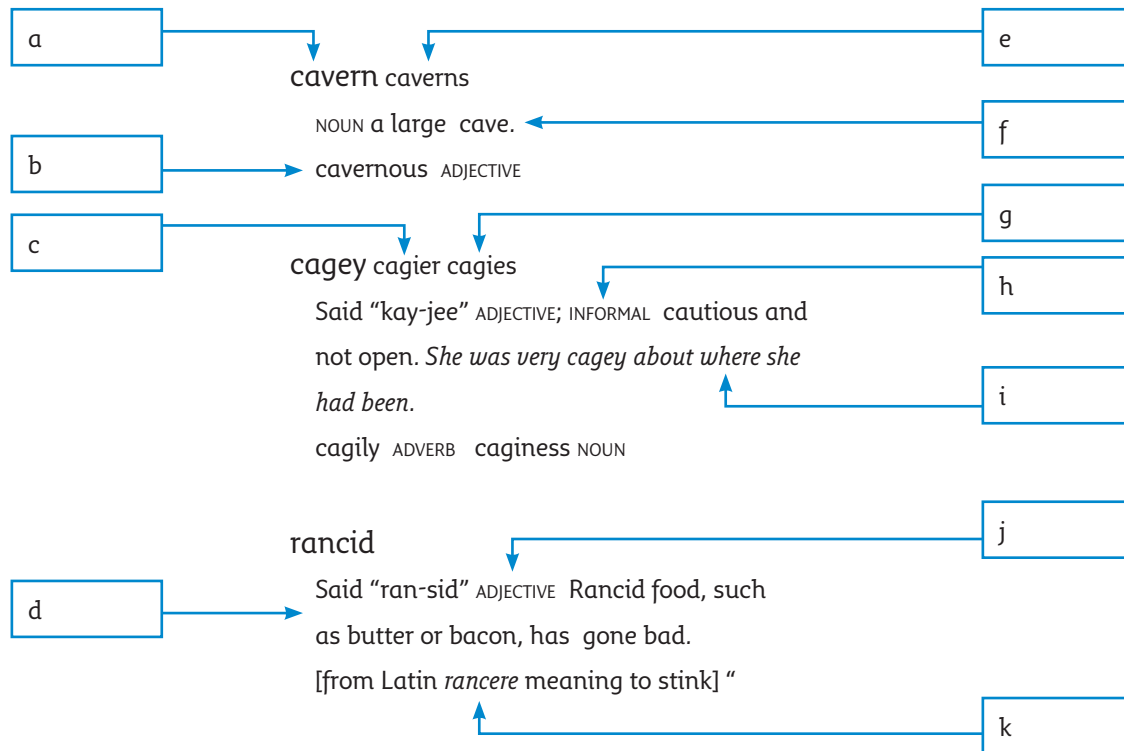 a
e
cavern caverns
NOUN a large cave.
f
b
cavernous ADJECTIVE
c
g
cagey cagier cagies
h
Said “kay-jee” ADJECTIVE; INFORMAL cautious and
not open. She was very cagey about where she
i
had been.
cagily ADVERB caginess NOUN
rancid
j
Said “ran-sid” ADJECTIVE Rancid food, such
d
as butter or bacon, has gone bad.
[from Latin rancere meaning to stink] “
k